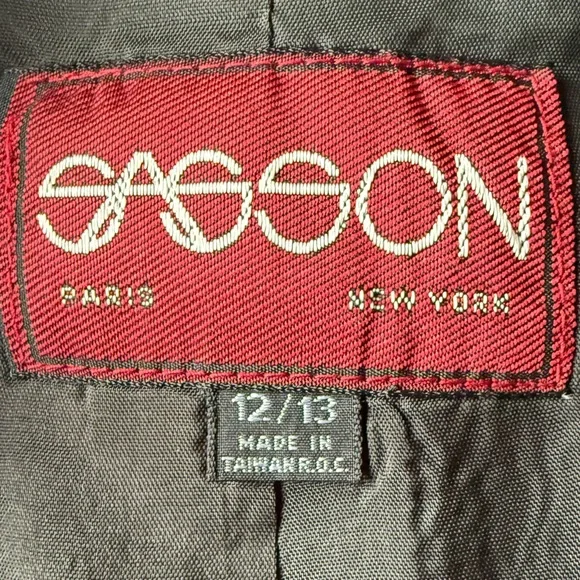 SASSON
PARIS NEW YORK
12/13
MADE IN
TAIWAN R.O.C.